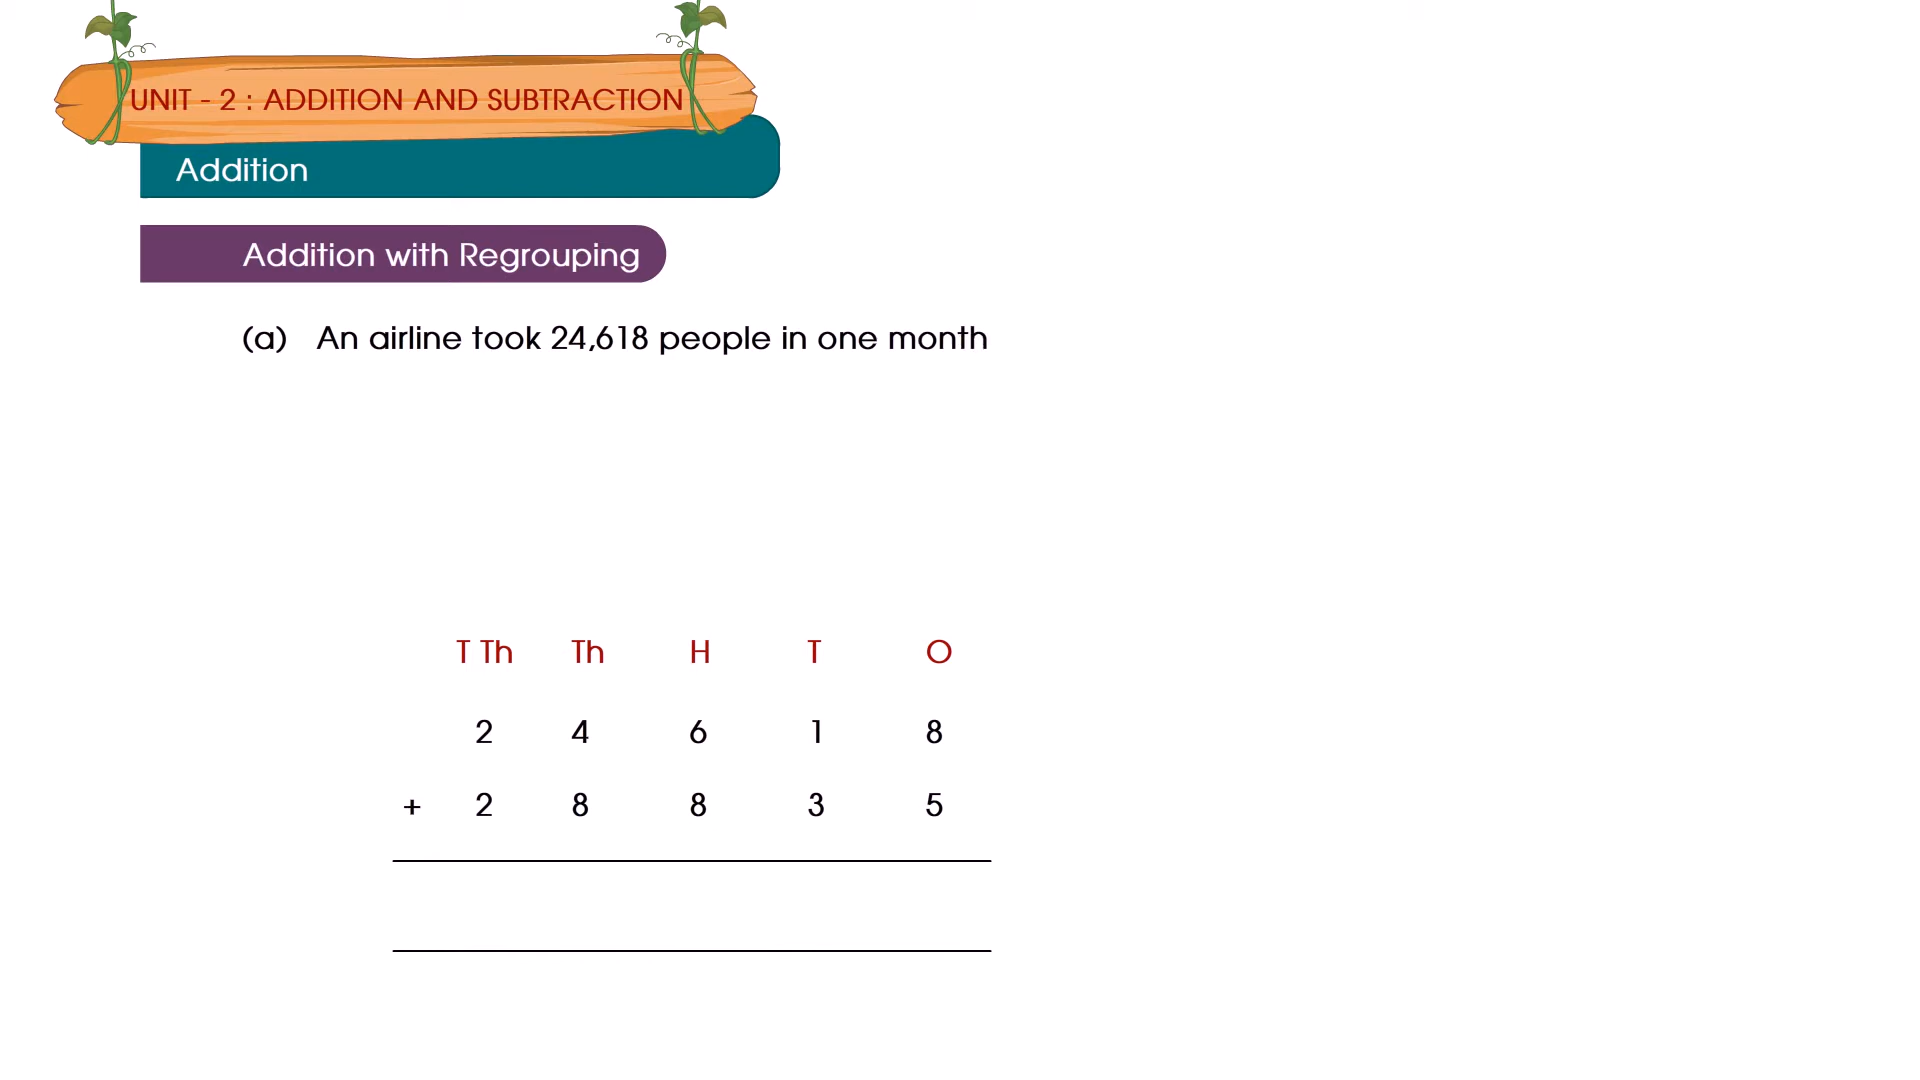 UNIT - 2 : ADDITION AND SUBTRACTION
Addition
Addition with Regrouping
(a) An airline took 24,618 people in one month
T Th Th H T O
2 4 6 1 8
+ 2 8 8 3 5